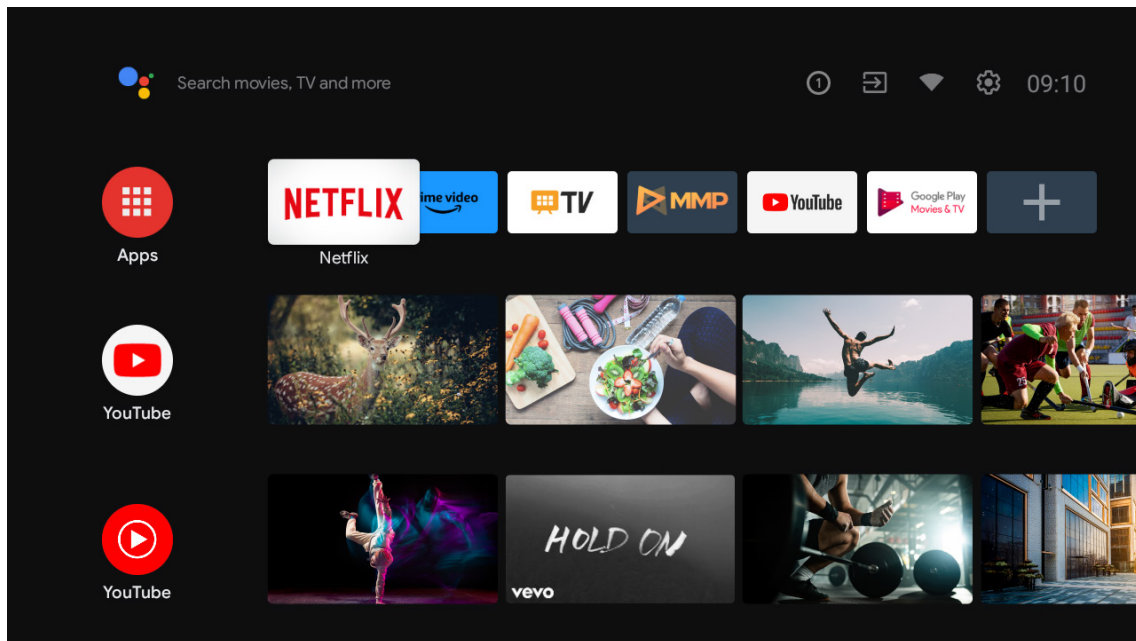 Search movies, TV and more
1
09:10
NETFLIX
ime video
TV
MMP
YouTube
Google Play
Movies & TV
Apps
Netflix
YouTube
75
HOLD ON
vevo
YouTube